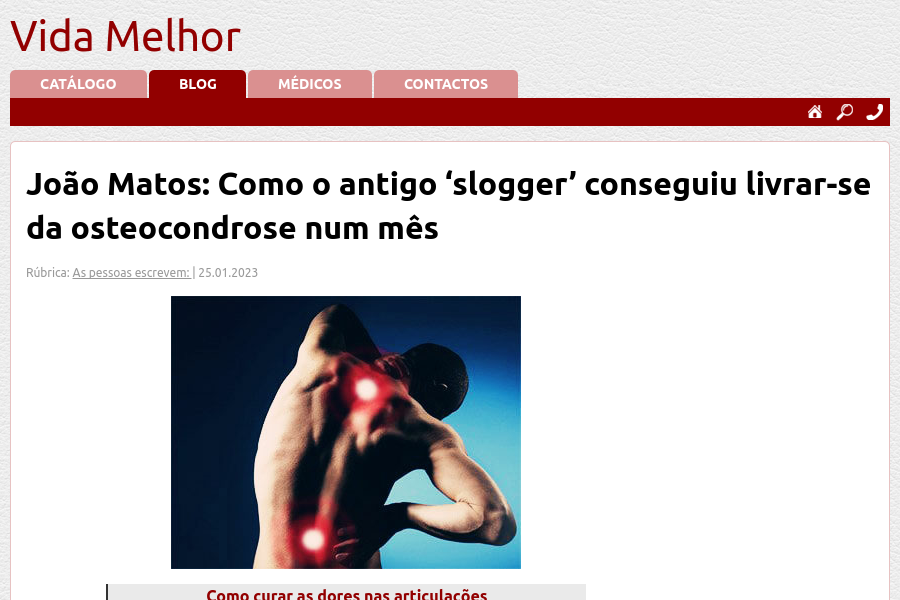 Vida Melhor
CATÁLOGO BLOG MÉDICOS CONTACTOS
João Matos: Como o antigo ‘slogger’ conseguiu livrar-se
da osteocondrose num mês
Rúbrica: As pessoas escrevem: | 25.01.2023
Como curar as dores nas articulações